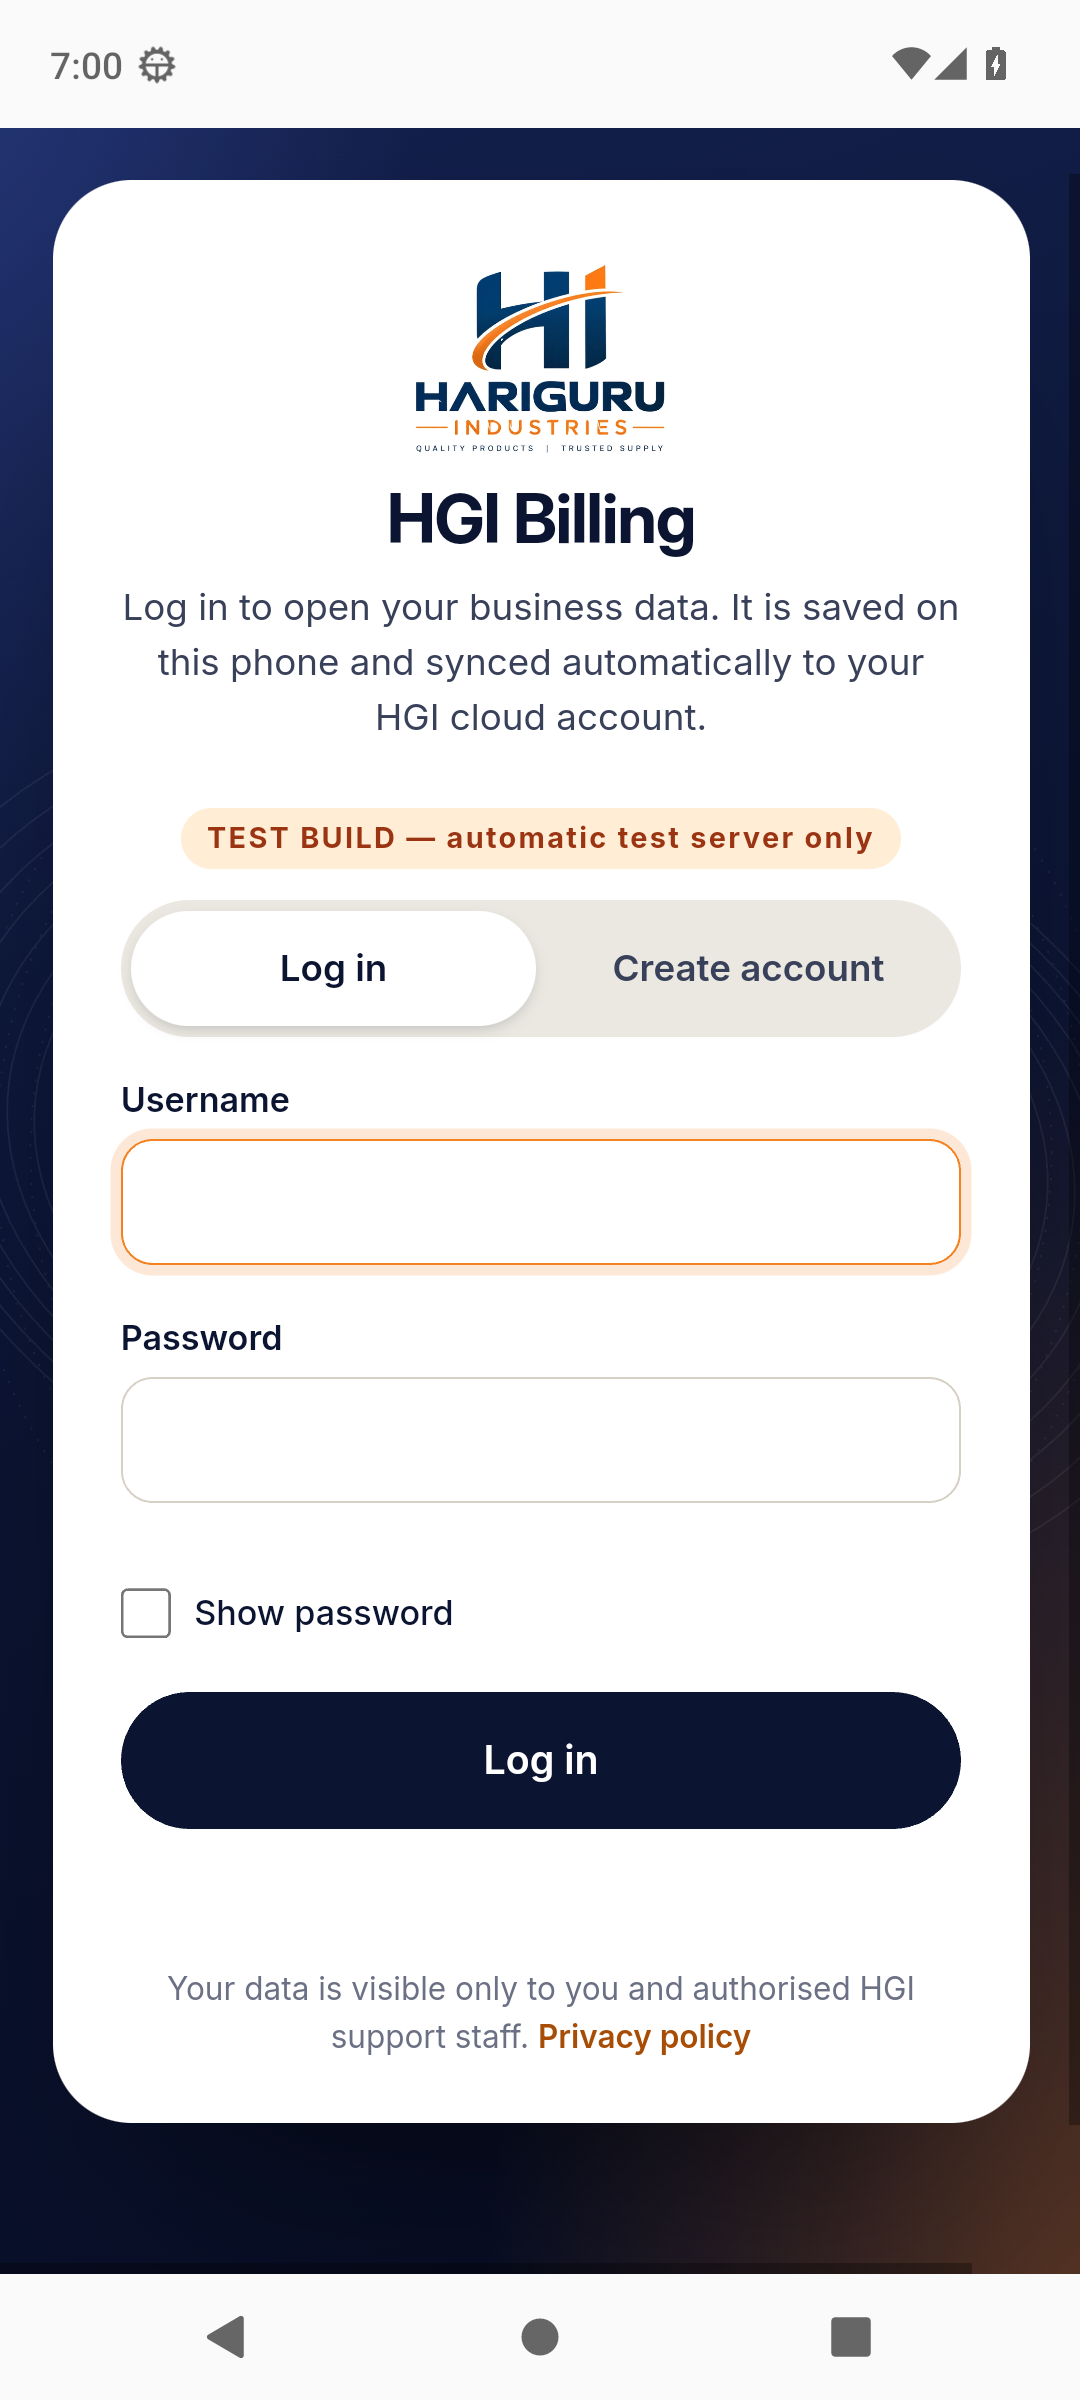 7:00
Hi
HARIGURU
INDUSTRIES
QUALITY PRODUCTS | TRUSTED SUPPLY
HGI Billing
Log in to open your business data. It is saved on
this phone and synced automatically to your
HGI cloud account.
TEST BUILD — automatic test server only
Log in
Create account
Username
Password
Show password
Log in
Your data is visible only to you and authorised HGI
support staff. Privacy policy